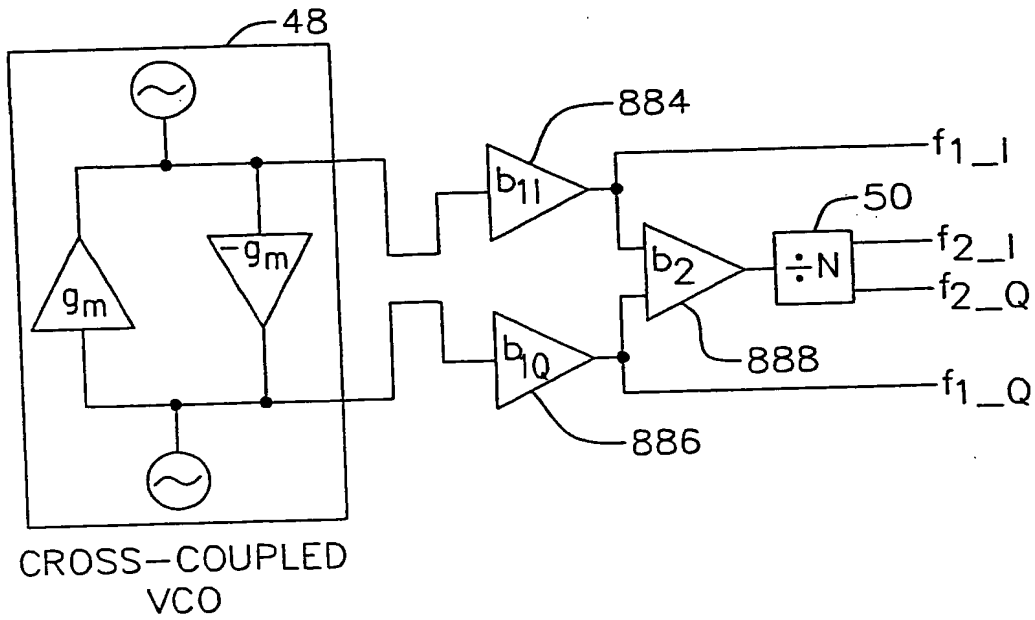 48
884
b1I
f1_I
50
-gm
gm
b2
÷N
f2_I
f2_Q
b1Q
888
f1_Q
886
CROSS-COUPLED
VCO